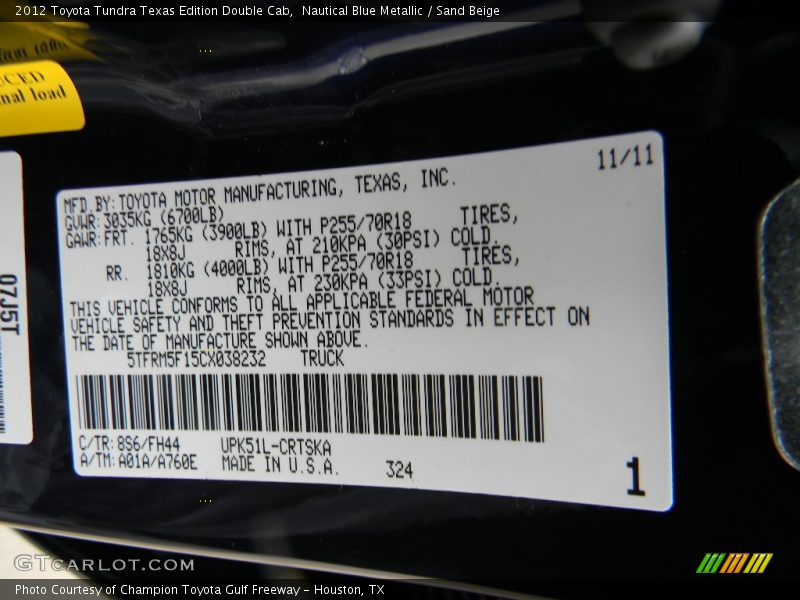 2012 Toyota Tundra Texas Edition Double Cab, Nautical Blue Metallic / Sand Beige
UCED
nal load
07J5T
MFD BY: TOYOTA MOTOR MANUFACTURING, TEXAS, INC. 11/11
GVWR: 3035KG (6700LB)
GAWR: FRT. 1765KG (3900LB) WITH P255/70R18 TIRES,
18X8J RIMS, AT 210KPA (30PSI) COLD.
RR. 1810KG (4000LB) WITH P255/70R18 TIRES,
18X8J RIMS, AT 230KPA (33PSI) COLD.
THIS VEHICLE CONFORMS TO ALL APPLICABLE FEDERAL MOTOR
VEHICLE SAFETY AND THEFT PREVENTION STANDARDS IN EFFECT ON
THE DATE OF MANUFACTURE SHOWN ABOVE.
5TFRM5F15CX038232 TRUCK
C/TR: 8S6/FH44 UPK51L-CRTSKA
A/TM: A01A/A760E MADE IN U.S.A. 324
1
GTCARLOT.COM
Photo Courtesy of Champion Toyota Gulf Freeway – Houston, TX